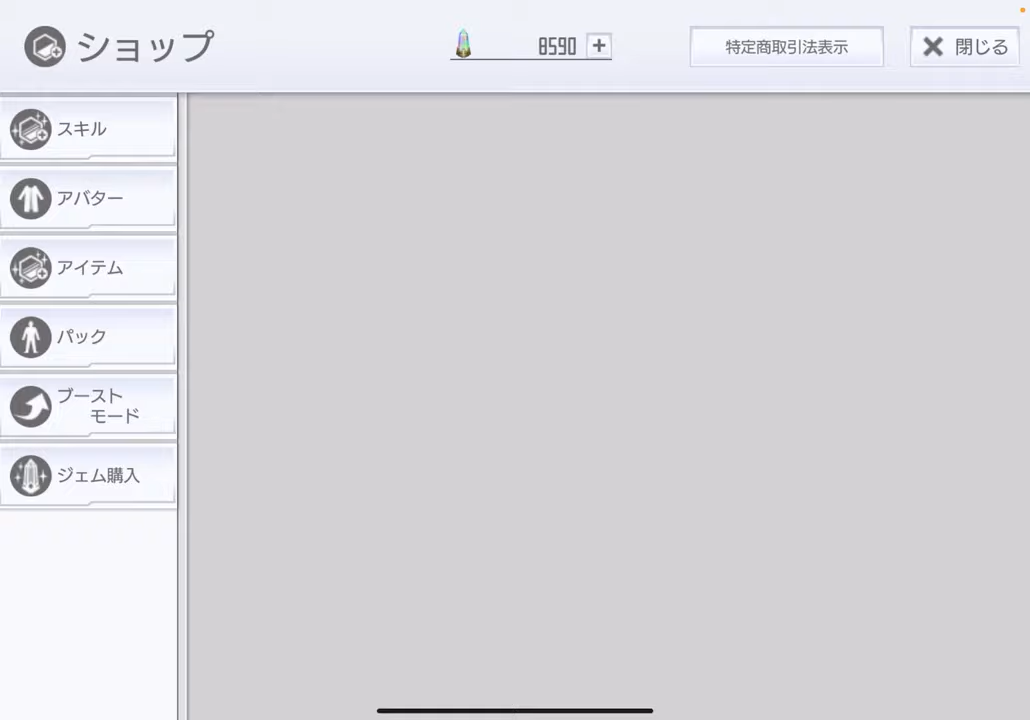 ショップ
8590
特定商取引法表示
閉じる
スキル
アバター
アイテム
パック
ブースト
モード
ジェム購入